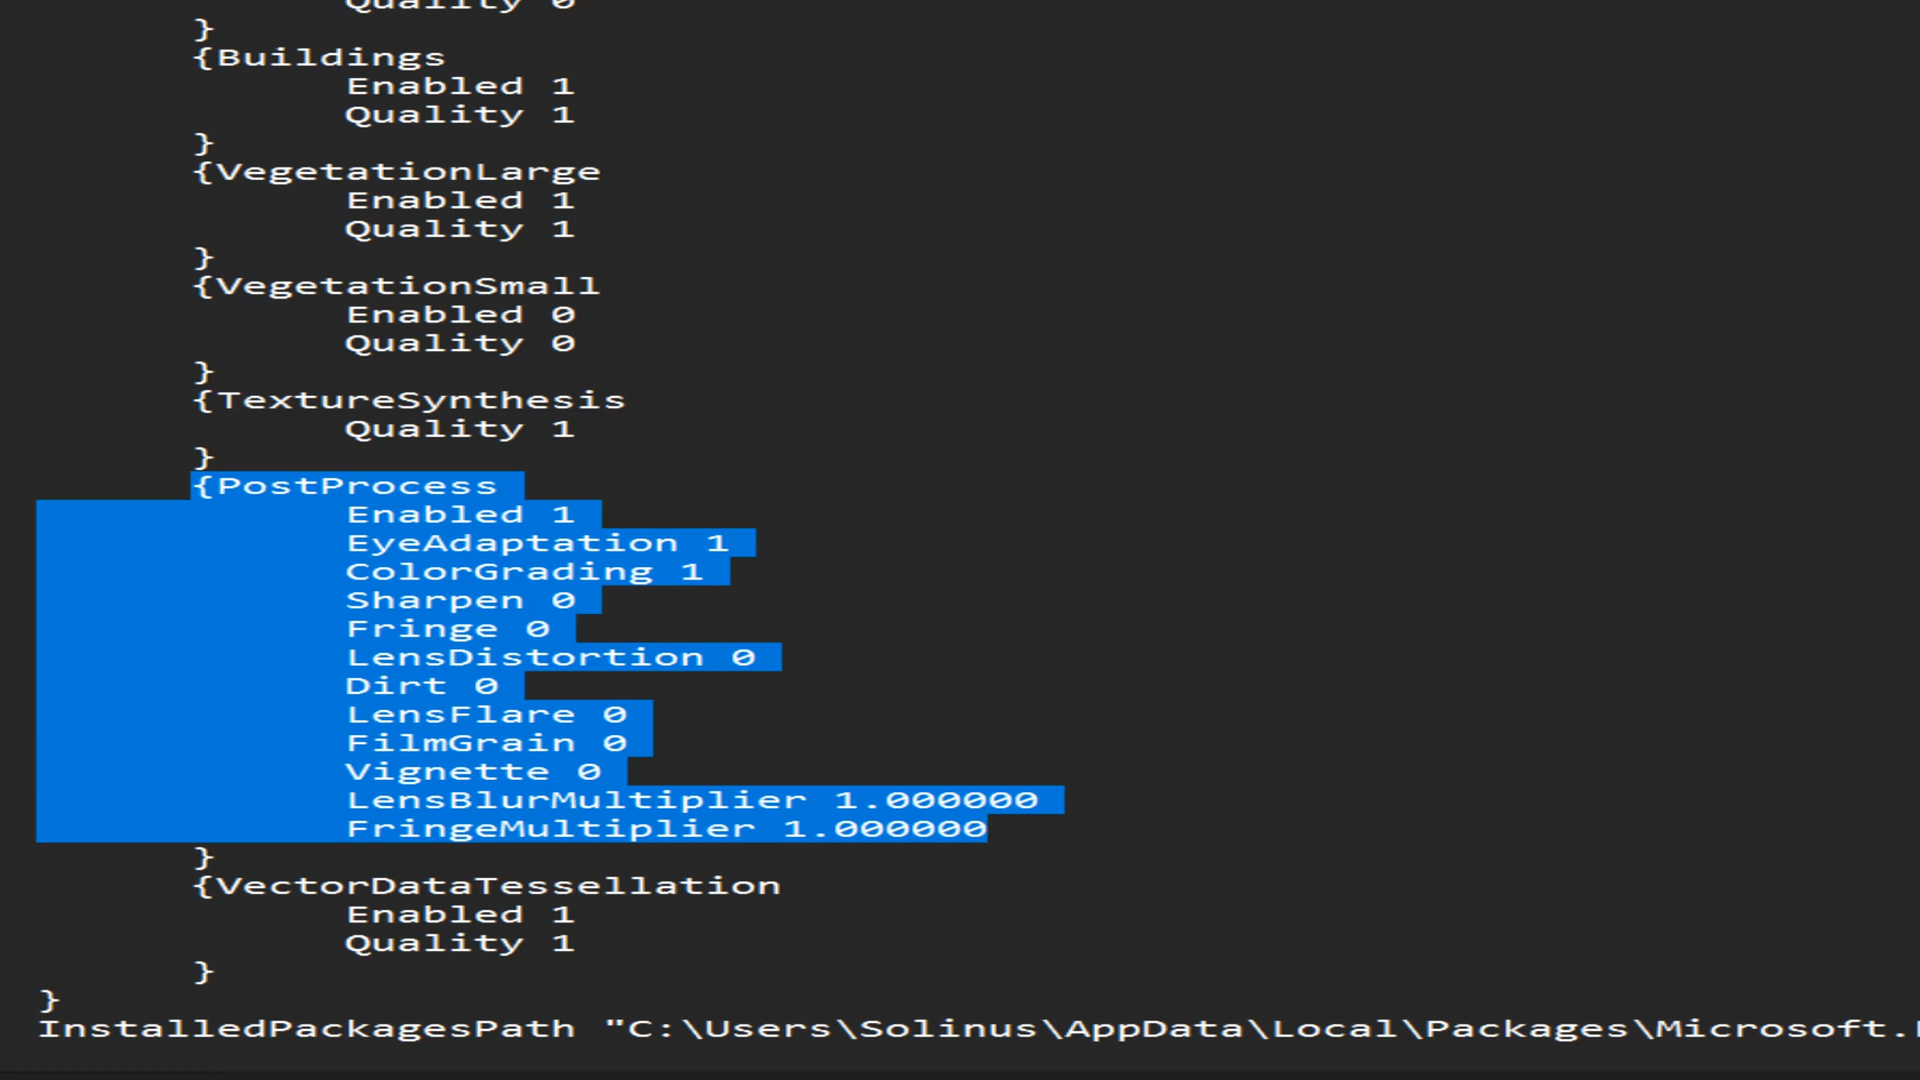 Quality 0
}
{Buildings
Enabled 1
Quality 1
}
{VegetationLarge
Enabled 1
Quality 1
}
{VegetationSmall
Enabled 0
Quality 0
}
{TextureSynthesis
Quality 1
}
{PostProcess
Enabled 1
EyeAdaptation 1
ColorGrading 1
Sharpen 0
Fringe 0
LensDistortion 0
Dirt 0
LensFlare 0
FilmGrain 0
Vignette 0
LensBlurMultiplier 1.000000
FringeMultiplier 1.000000
}
{VectorDataTessellation
Enabled 1
Quality 1
}
}
InstalledPackagesPath "C:\Users\Solinus\AppData\Local\Packages\Microsoft.